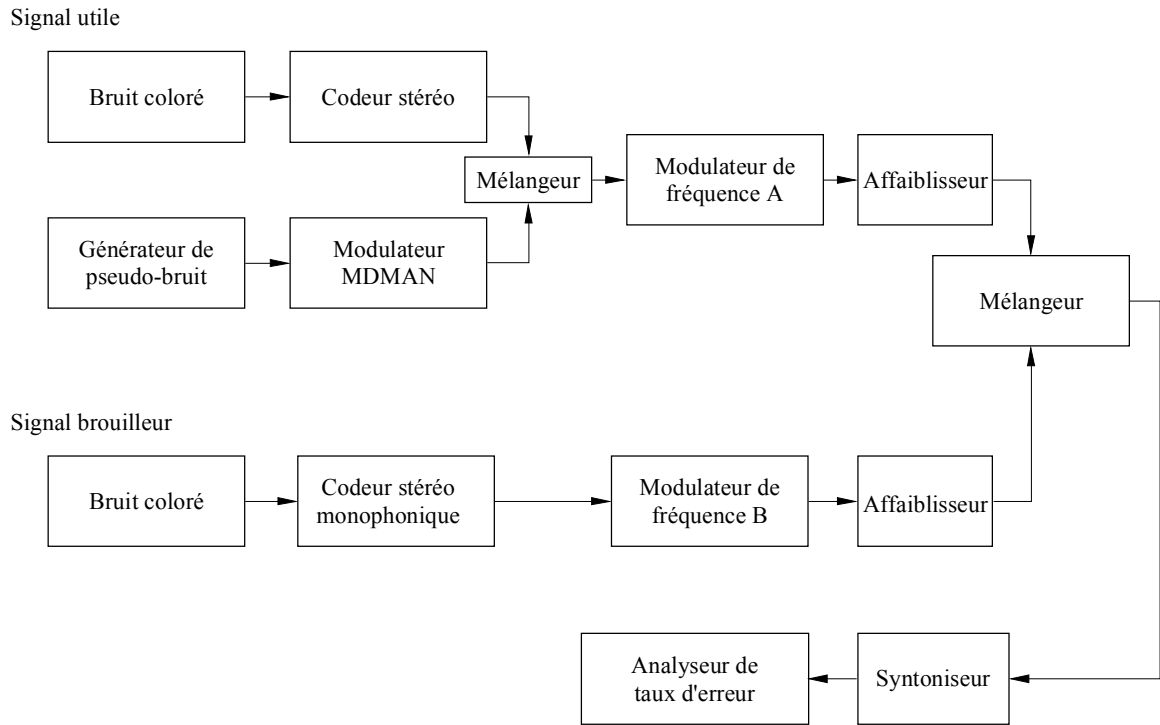 Signal utile
Bruit coloré
Codeur stéréo
Mélangeur
Modulateur de
fréquence A
Affaiblisseur
Générateur de
pseudo-bruit
Modulateur
MDMAN
Mélangeur
Signal brouilleur
Bruit coloré
Codeur stéréo
monophonique
Modulateur de
fréquence B
Affaiblisseur
Analyseur de
taux d'erreur
Syntoniseur